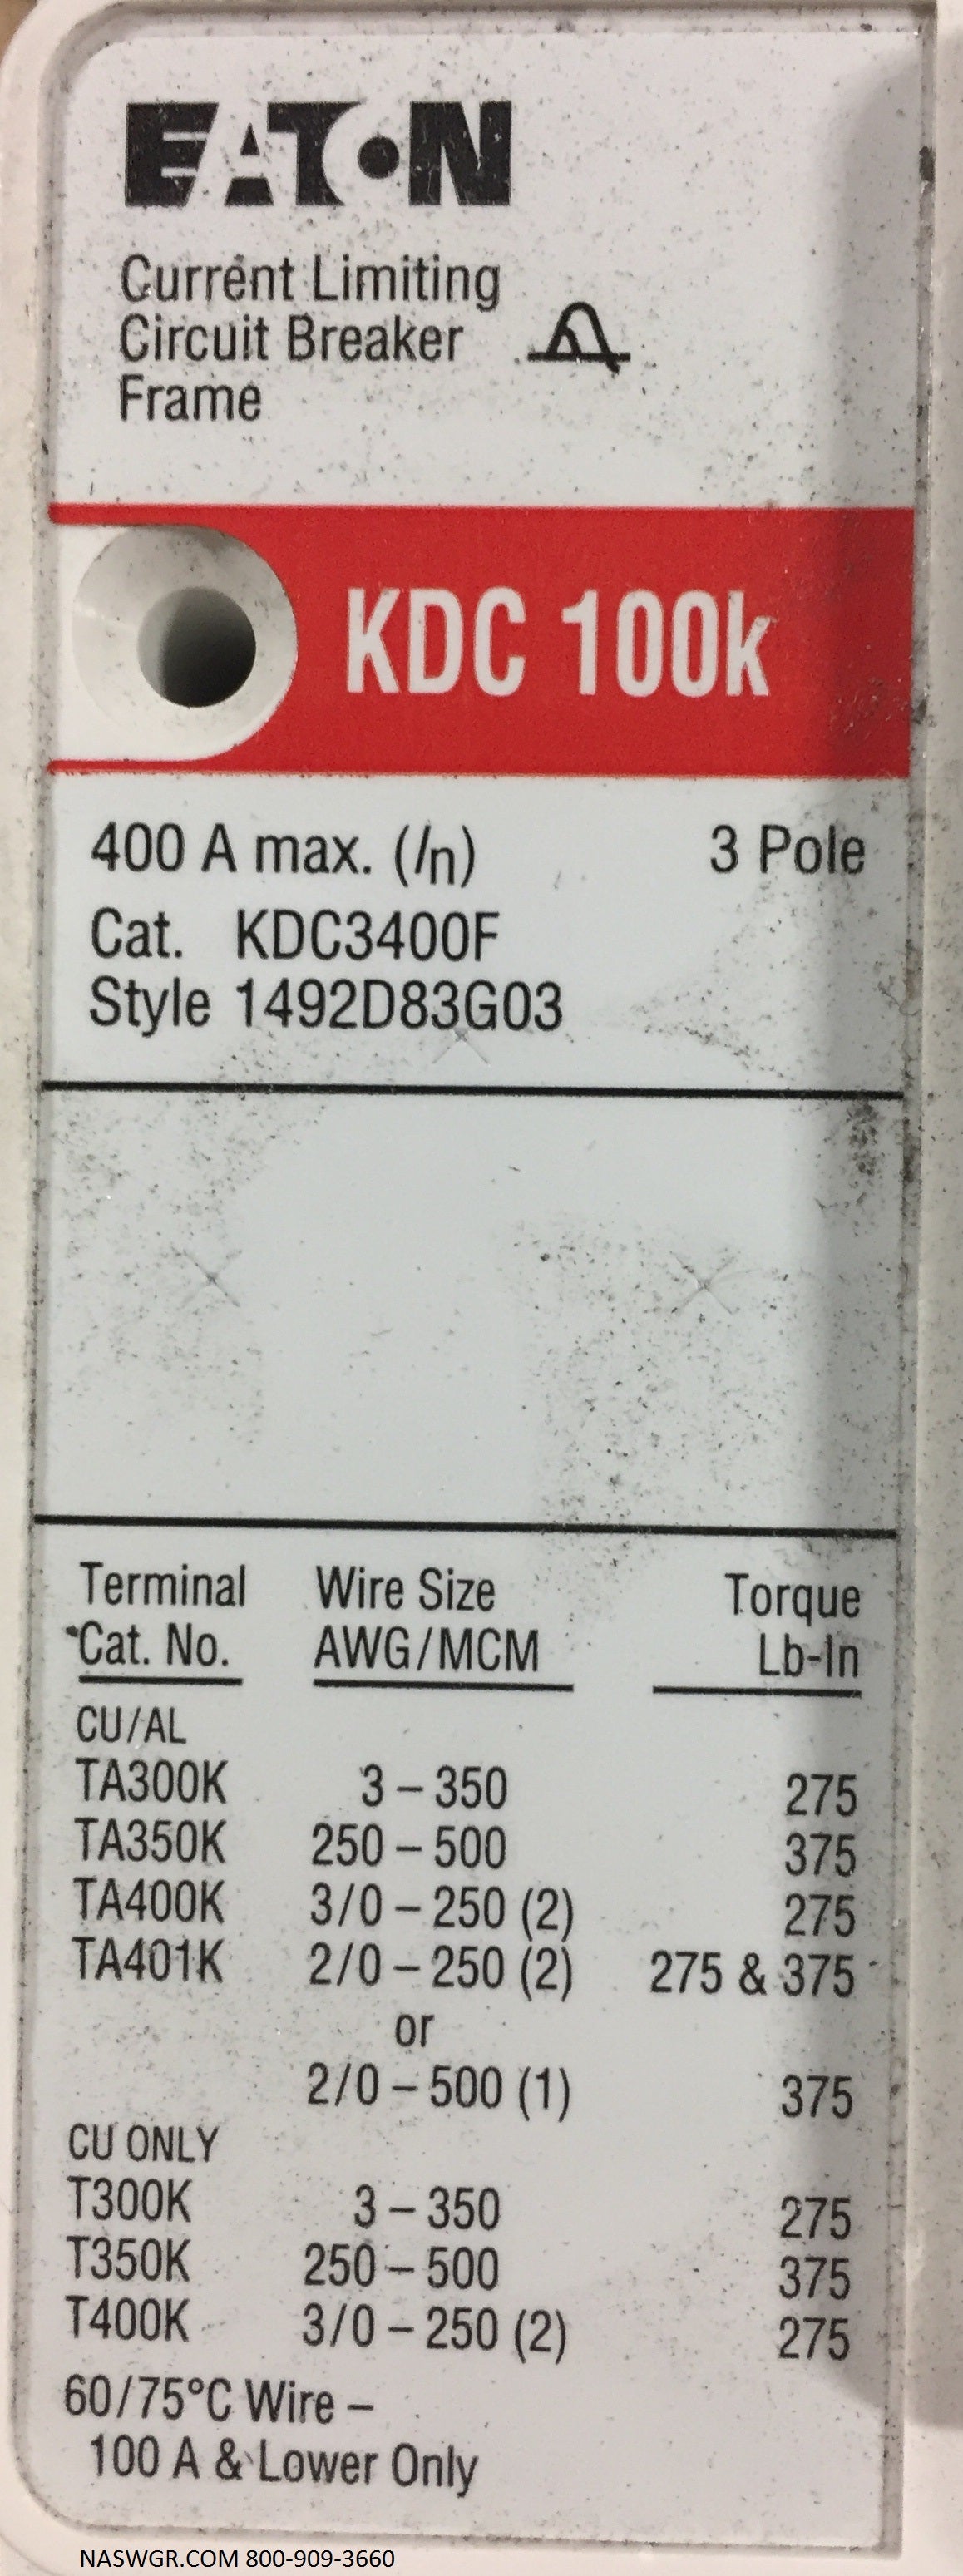 EATON
Current Limiting
Circuit Breaker
Frame
KDC 100k
400 A max. (In) 3 Pole
Cat. KDC3400F
Style 1492D83G03
Terminal Wire Size Torque
Cat. No. AWG/MCM Lb-In
CU/AL
TA300K 3 – 350 275
TA350K 250 – 500 375
TA400K 3/0 – 250 (2) 275
TA401K 2/0 – 250 (2) 275 & 375
or
2/0 – 500 (1) 375
CU ONLY
T300K 3 – 350 275
T350K 250 – 500 375
T400K 3/0 – 250 (2) 275
60/75°C Wire –
100 A & Lower Only
NASWGR.COM 800-909-3660